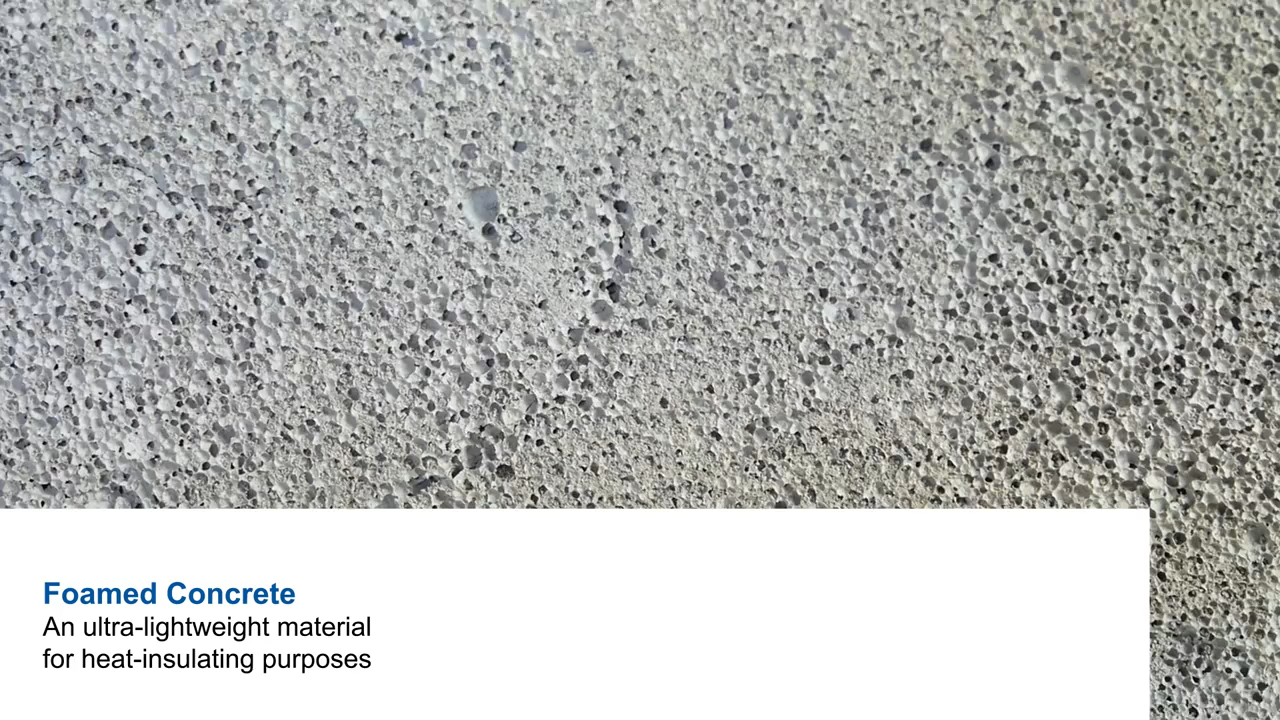 Foamed Concrete
An ultra-lightweight material
for heat-insulating purposes